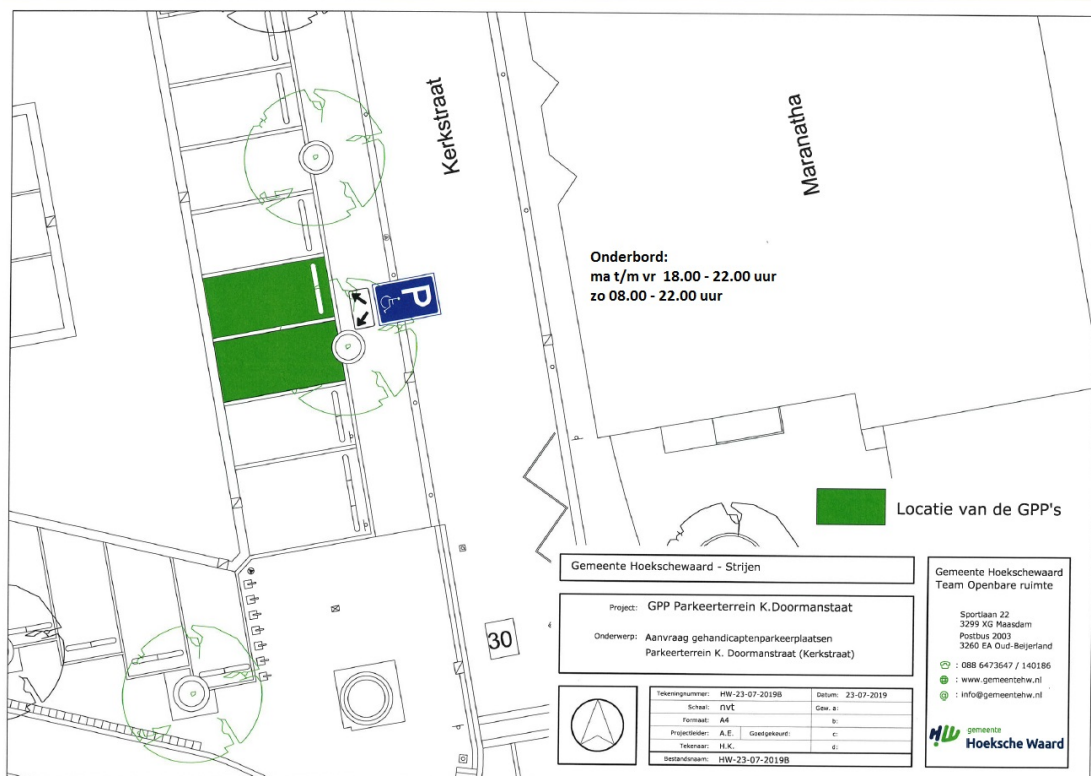 Kerkstraat
Maranatha
Onderbord:
ma t/m vr 18.00 - 22.00 uur
zo 08.00 - 22.00 uur
P
Locatie van de GPP's
30
Gemeente Hoekschewaard - Strijen
Project: GPP Parkeerterrein K.Doormanstaat
Onderwerp: Aanvraag gehandicaptenparkeerplaatsen
Parkeerterrein K. Doormanstraat (Kerkstraat)
Tekeningnummer: HW-23-07-2019B Datum: 23-07-2019
Schaal: nvt Gew. a:
Formaat: A4 b:
Projectleider: A.E. Goedgekeurd: c:
Tekenaar: H.K. d:
Bestandsnaam: HW-23-07-2019B
Gemeente Hoekschewaard
Team Openbare ruimte
Sportlaan 22
3299 XG Maasdam
Postbus 2003
3260 EA Oud-Beijerland
: 088 6473647 / 140186
: www.gemeentehw.nl
@ : info@gemeentehw.nl
gemeente
Hoeksche Waard